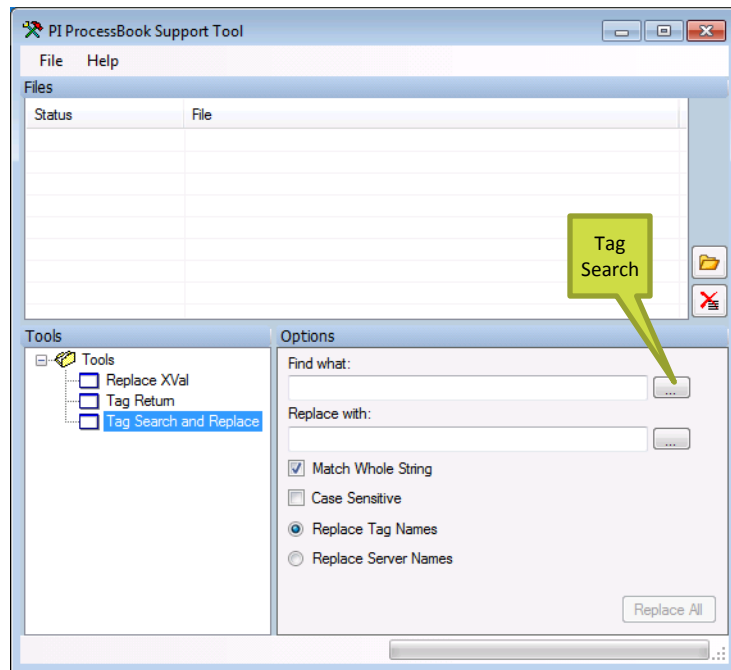 PI ProcessBook Support Tool
File Help
Files
Status File
Tag
Search
Tools
Tools
Replace XVal
Tag Return
Tag Search and Replace
Options
Find what:
...
Replace with:
...
Match Whole String
Case Sensitive
Replace Tag Names
Replace Server Names
Replace All